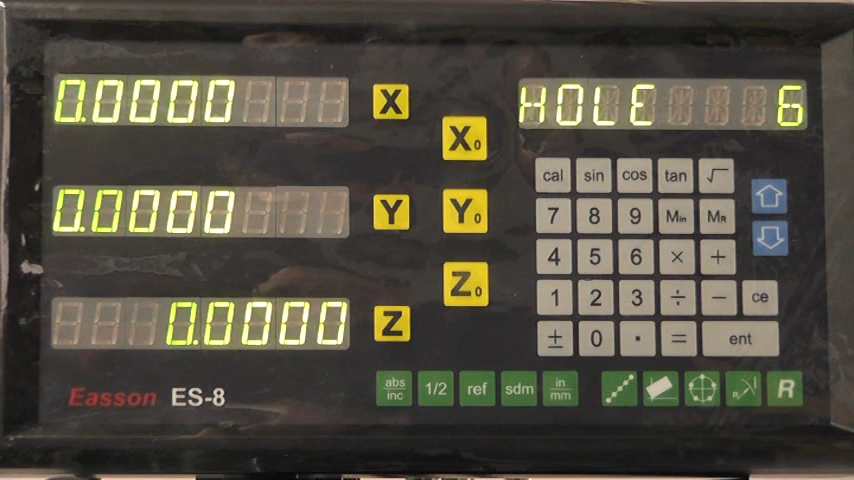 0.0000 X HOLE 6
X0
cal sin cos tan √
0.0000 Y Y0 7 8 9 Min MR
4 5 6 × +
Z0
1 2 3 ÷ − ce
0.0000 Z
± 0 . = ent
Easson ES-8
abs inc 1/2 ref sdm in mm R R